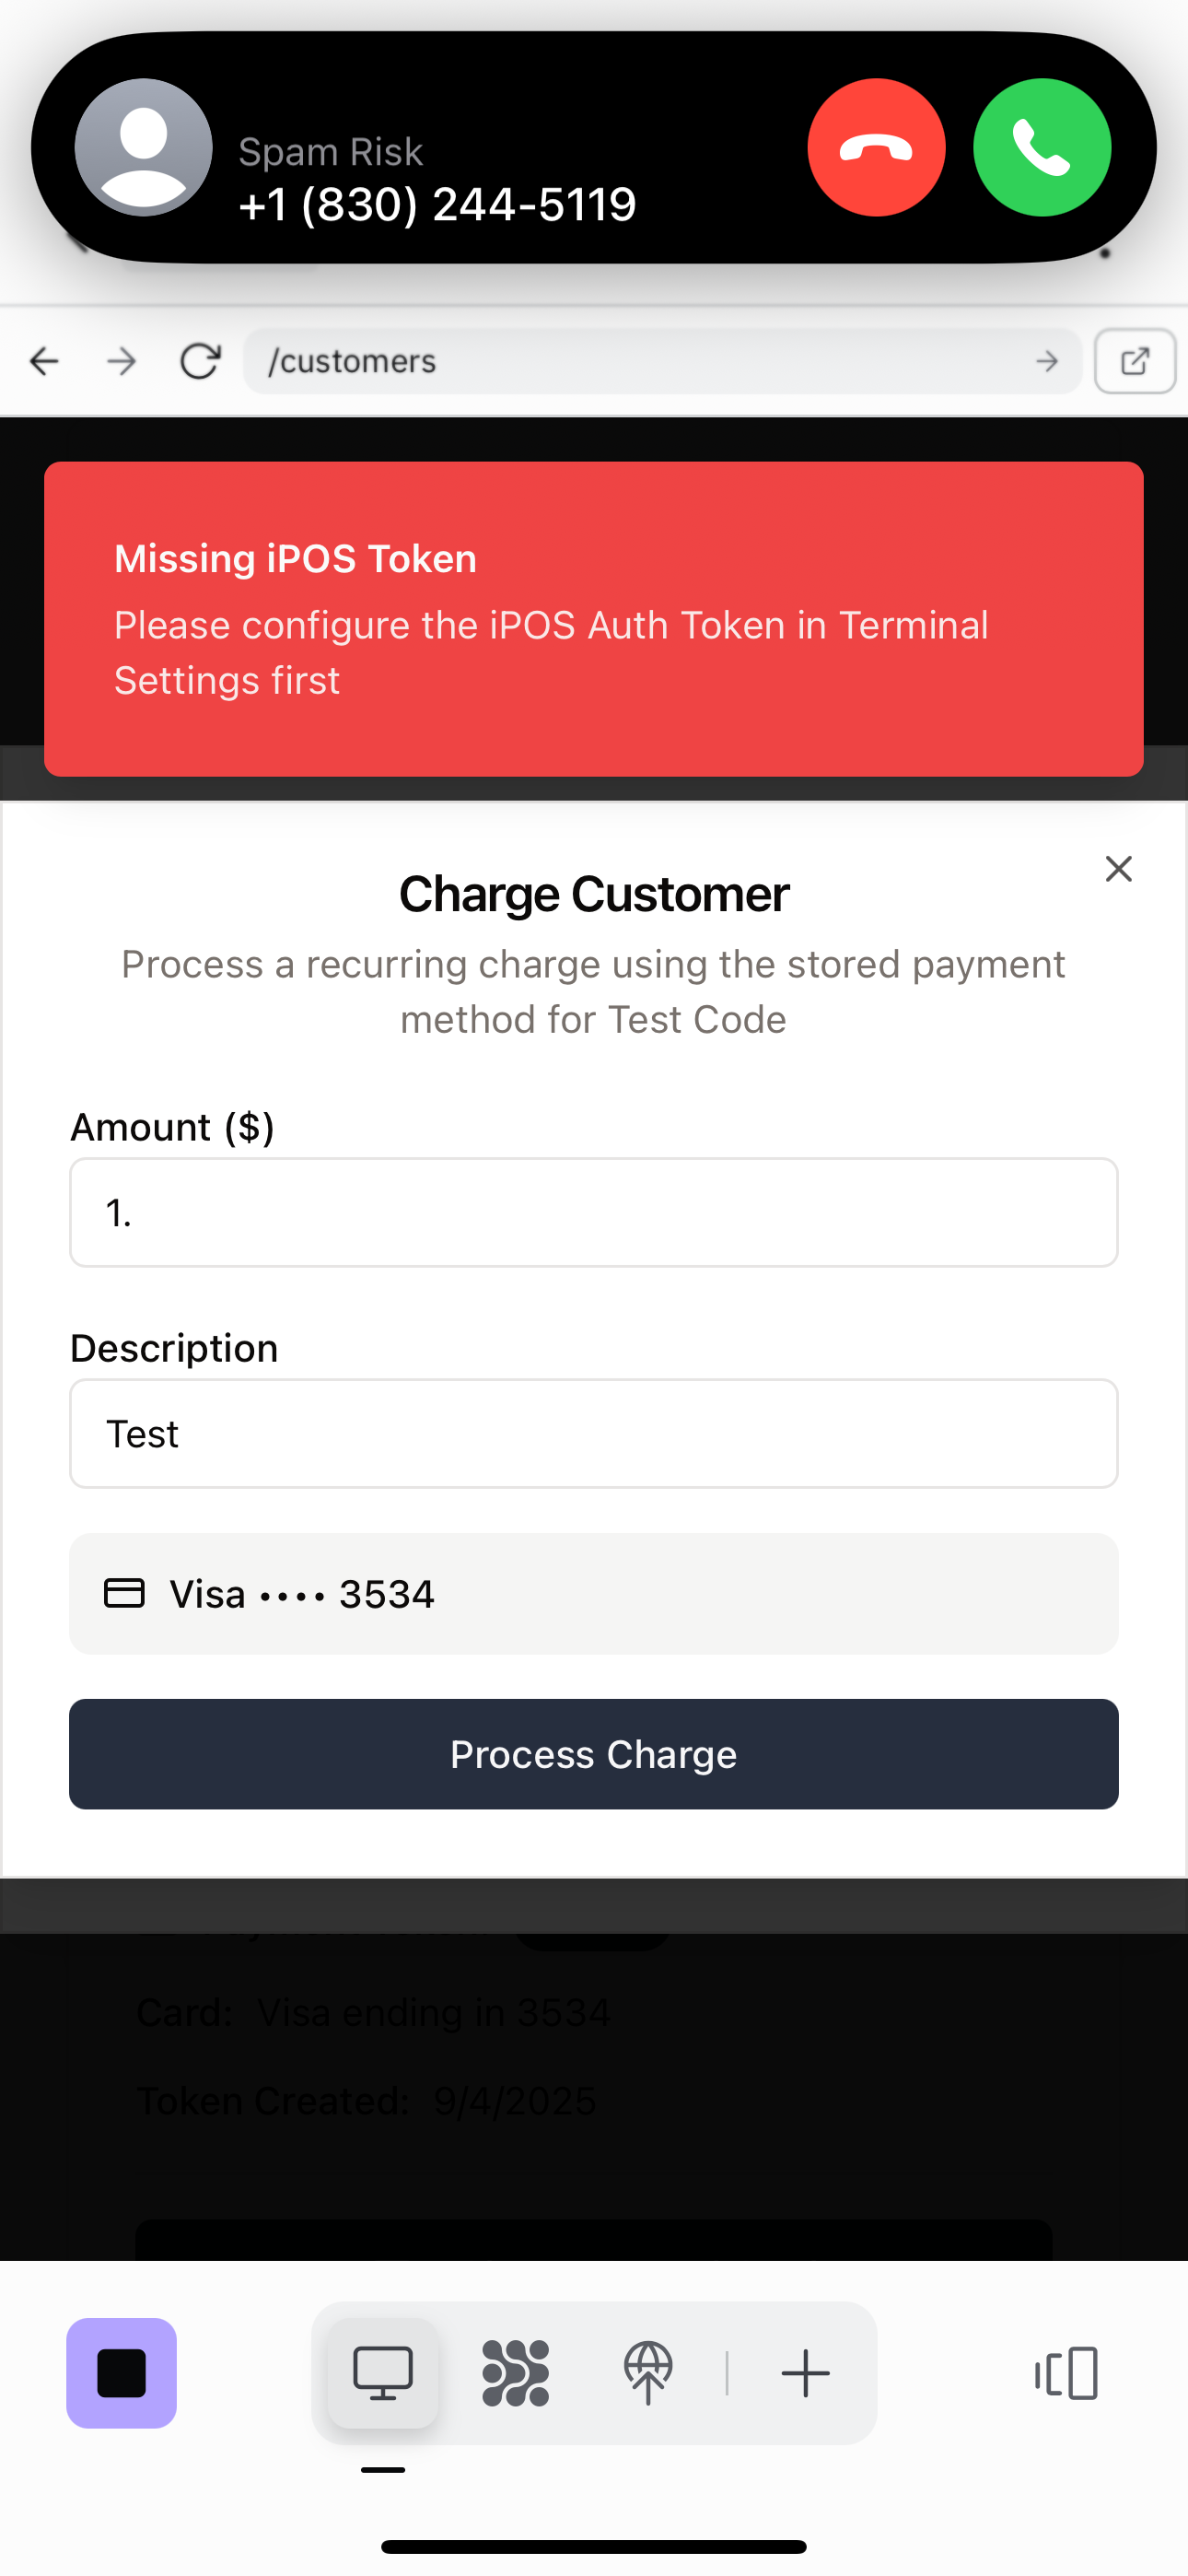 Spam Risk
+1 (830) 244-5119
/customers
Missing iPOS Token
Please configure the iPOS Auth Token in Terminal
Settings first
Charge Customer
Process a recurring charge using the stored payment
method for Test Code
Amount ($)
1.
Description
Test
Visa •••• 3534
Process Charge
Card: Visa ending in 3534
Token Created: 9/4/2025